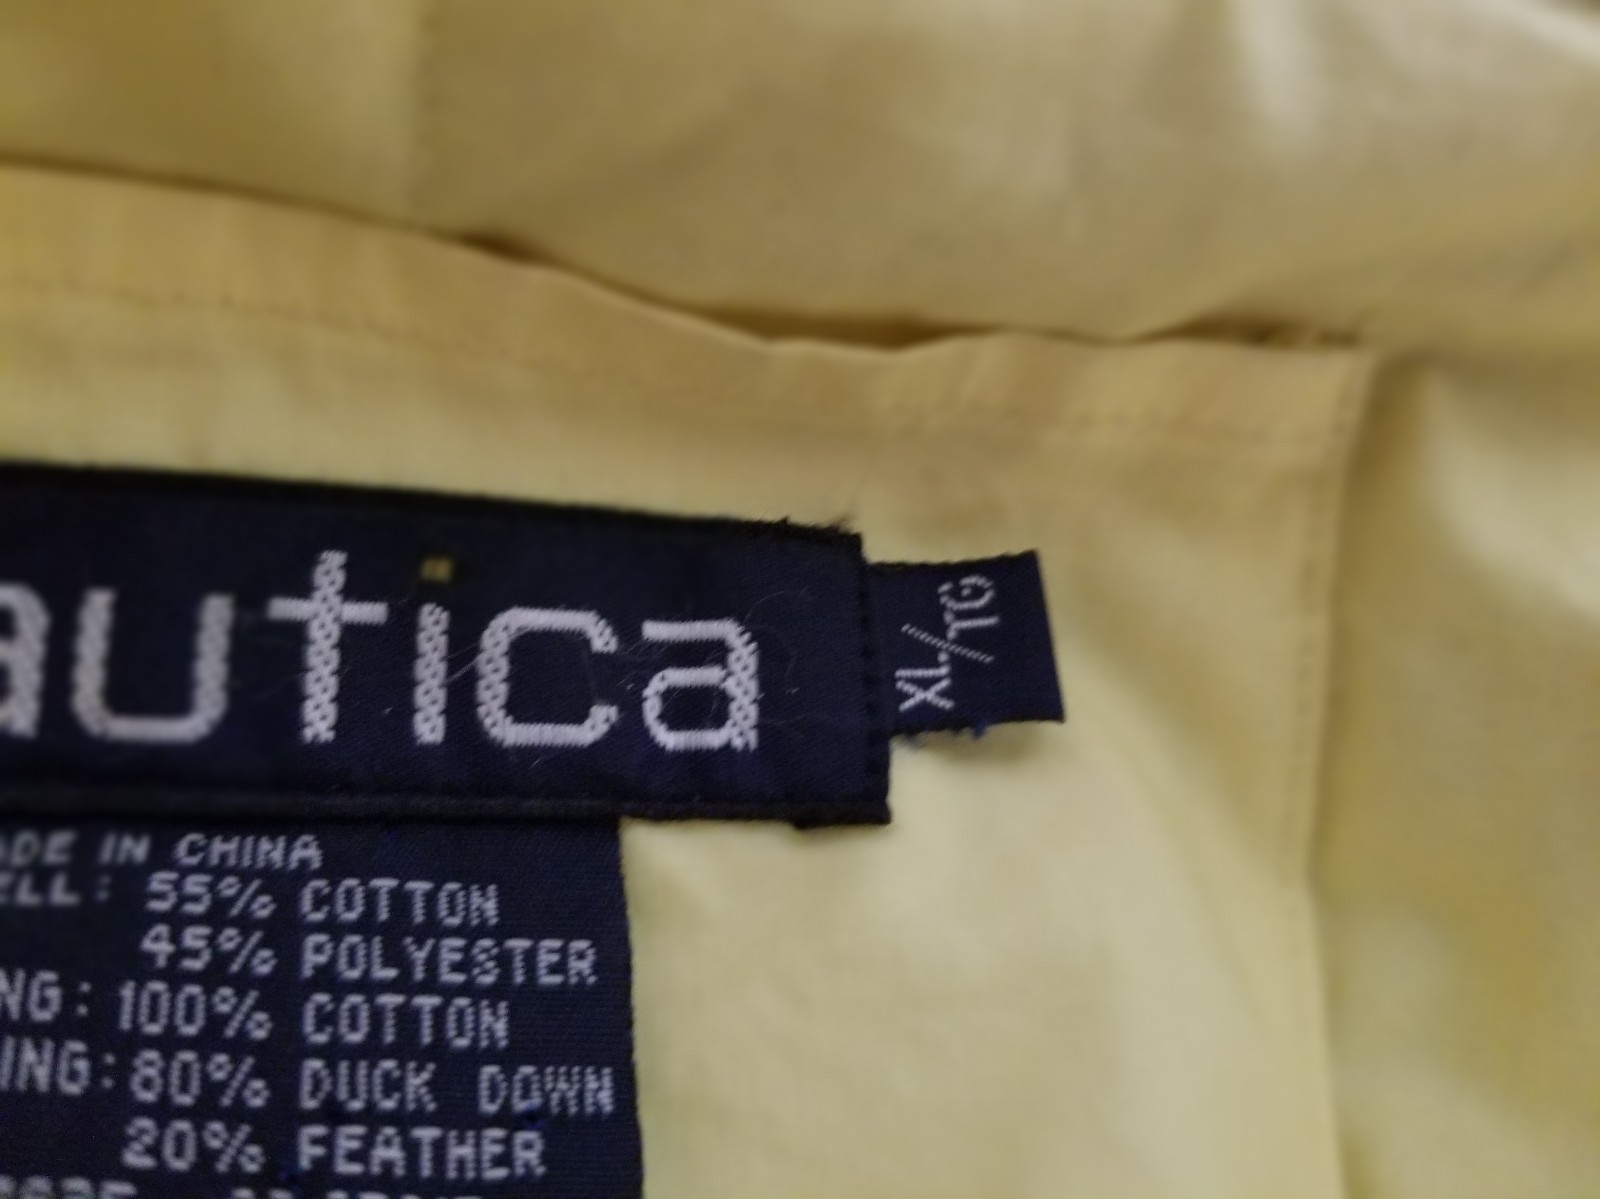 autica
XL/TG
ADE IN CHINA
ELL: 55% COTTON
45% POLYESTER
NG: 100% COTTON
ING: 80% DUCK DOWN
20% FEATHER